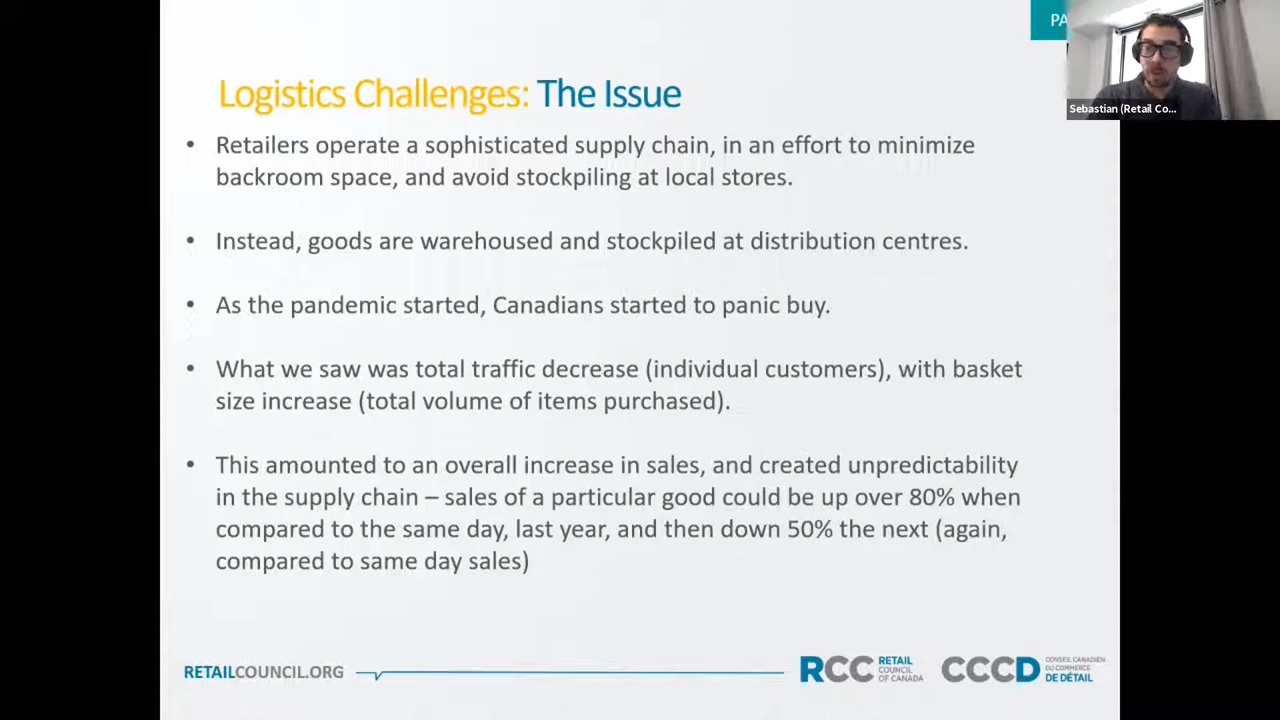 PA
Logistics Challenges: The Issue
Sebastian (Retail Co...
• Retailers operate a sophisticated supply chain, in an effort to minimize
backroom space, and avoid stockpiling at local stores.
• Instead, goods are warehoused and stockpiled at distribution centres.
• As the pandemic started, Canadians started to panic buy.
• What we saw was total traffic decrease (individual customers), with basket
size increase (total volume of items purchased).
• This amounted to an overall increase in sales, and created unpredictability
in the supply chain – sales of a particular good could be up over 80% when
compared to the same day, last year, and then down 50% the next (again,
compared to same day sales)
RETAILCOUNCIL.ORG
RCC RETAIL
COUNCIL
OF CANADA
CCCD CONSEIL CANADIEN
DU COMMERCE
DE DÉTAIL